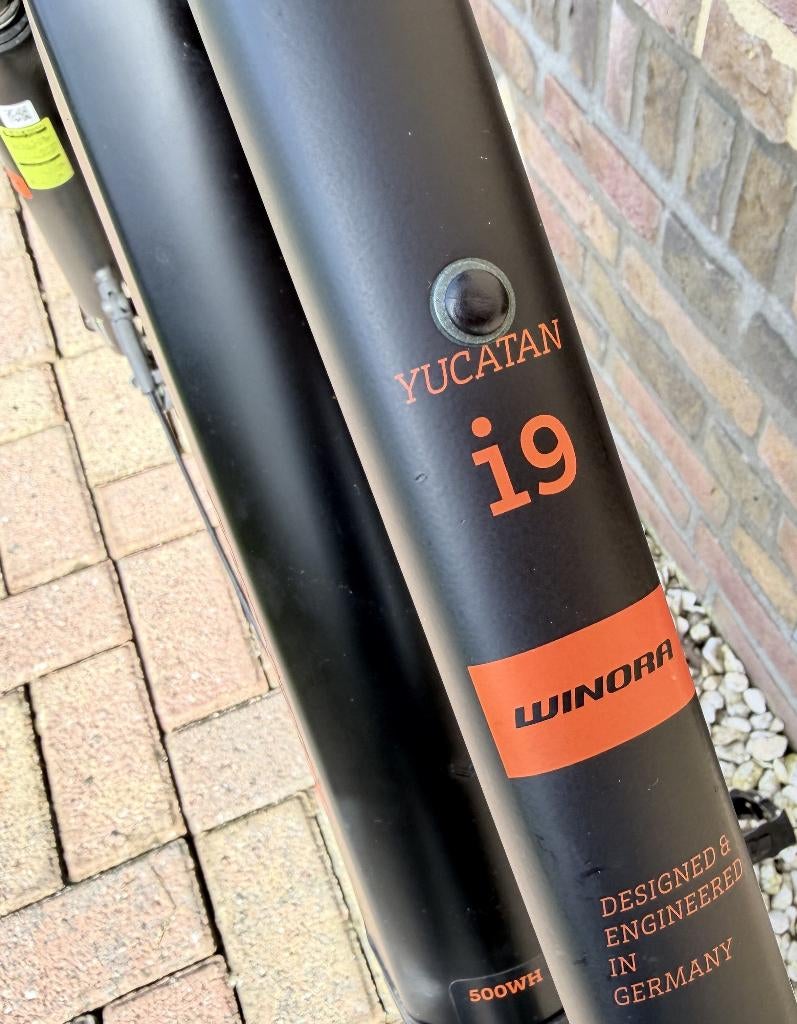 YUCATAN
i9
WINORA
DESIGNED &
ENGINEERED
IN
GERMANY
500WH